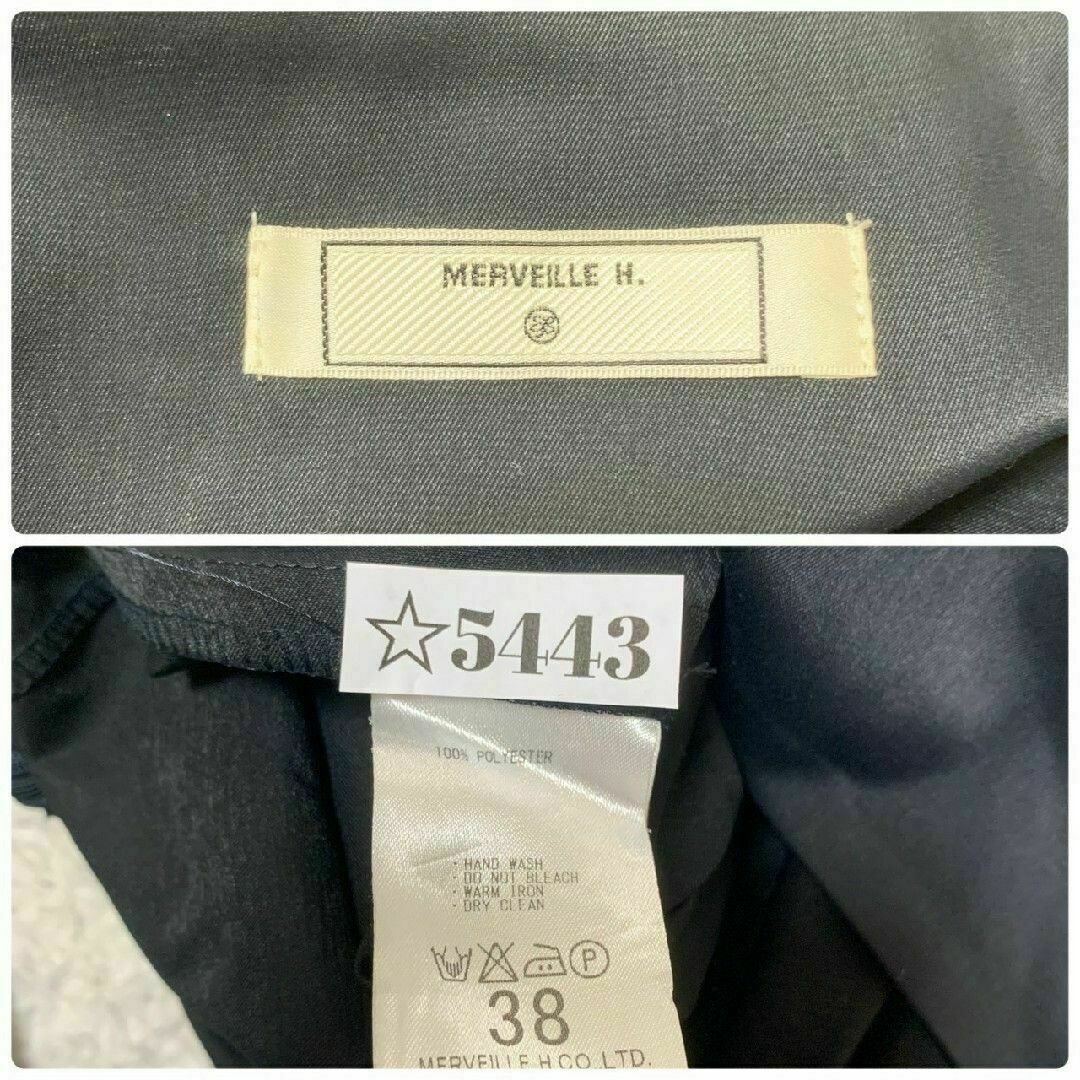 MERVEILLE H.
☆5443
100% POLYESTER
・HAND WASH
・DO NOT BLEACH
・WARM IRON
・DRY CLEAN
P
38
MERVEILLE H.CO.,LTD.